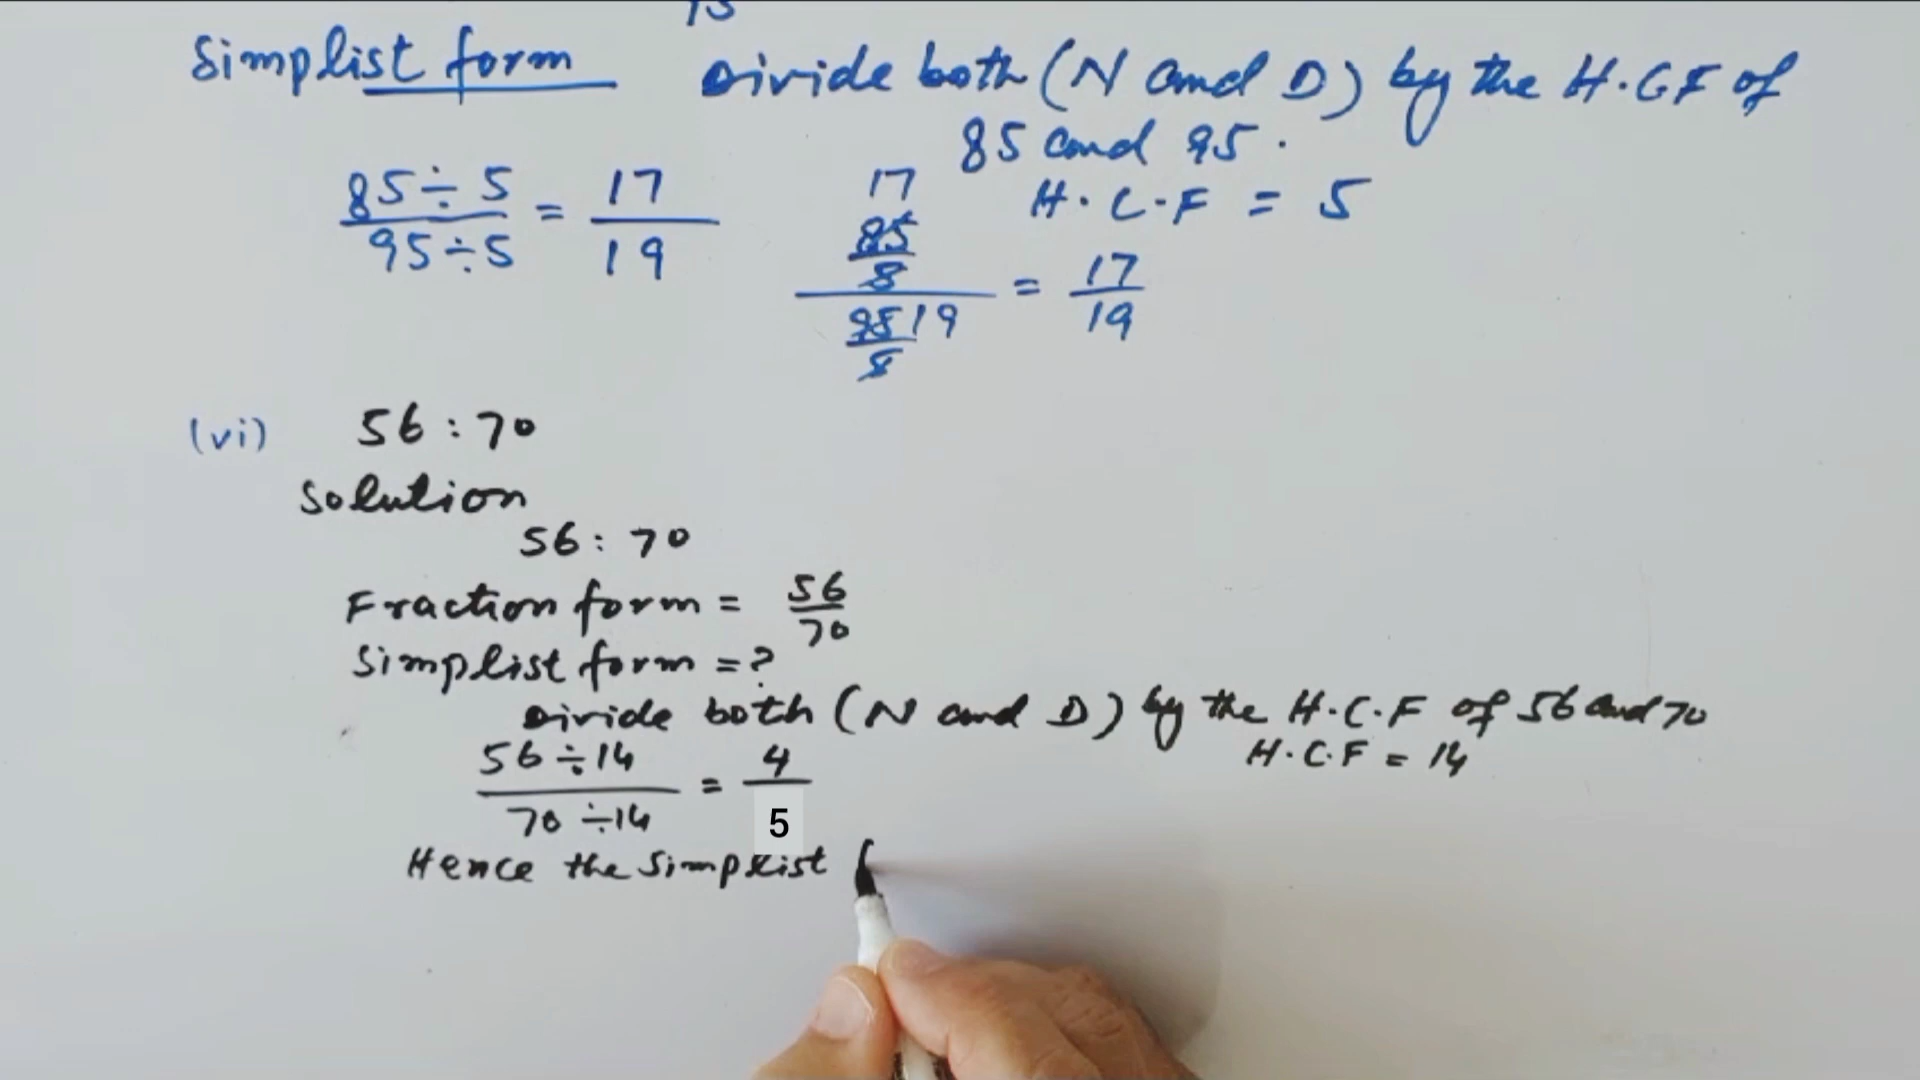 Simplist form Divide both (N and D) by the H.C.F of
85 and 95.
H.C.F = 5
85÷5 / 95÷5 = 17/19
17
85/5 / 95/5 19 = 17/19
(vi) 56:70
Solution
56:70
Fraction form = 56/70
Simplist form = ?
Divide both (N and D) by the H.C.F of 56 and 70
H.C.F = 14
56÷14 / 70÷14 = 4/5
Hence the Simplist